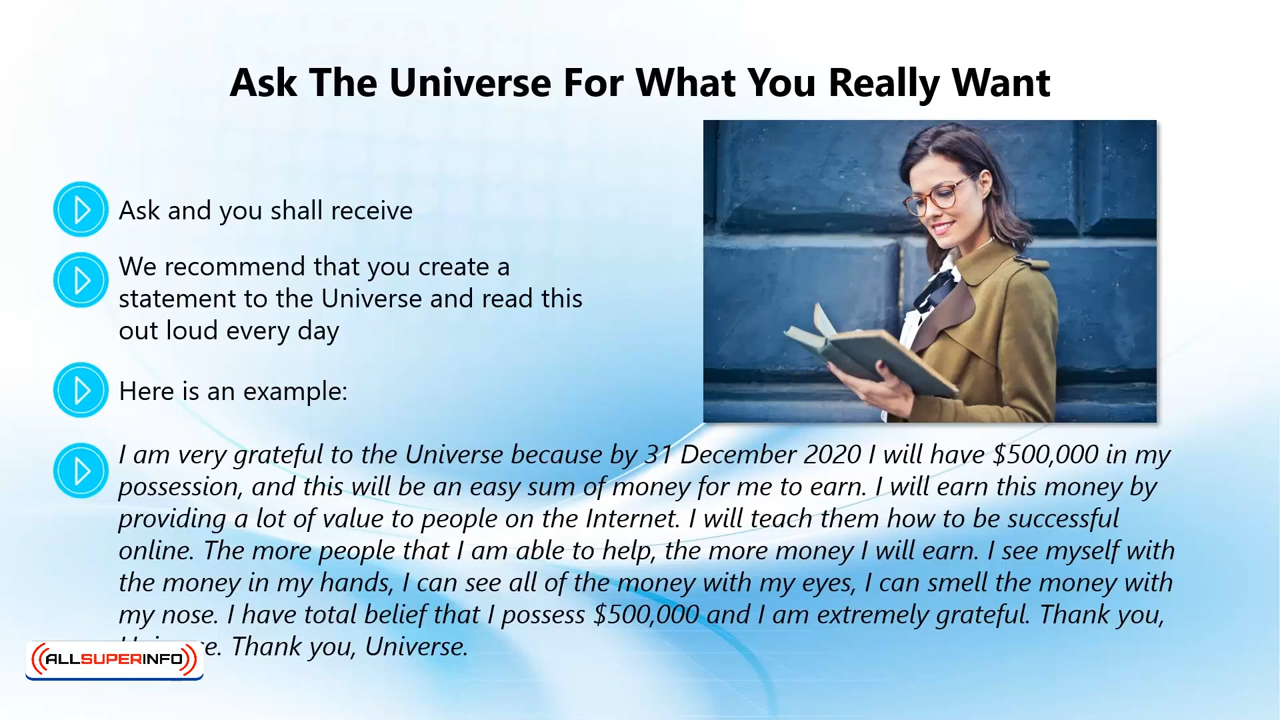 Ask The Universe For What You Really Want
Ask and you shall receive
We recommend that you create a
statement to the Universe and read this
out loud every day
Here is an example:
I am very grateful to the Universe because by 31 December 2020 I will have $500,000 in my
possession, and this will be an easy sum of money for me to earn. I will earn this money by
providing a lot of value to people on the Internet. I will teach them how to be successful
online. The more people that I am able to help, the more money I will earn. I see myself with
the money in my hands, I can see all of the money with my eyes, I can smell the money with
my nose. I have total belief that I possess $500,000 and I am extremely grateful. Thank you,
Thank you, Universe.
ALLSUPERINFO